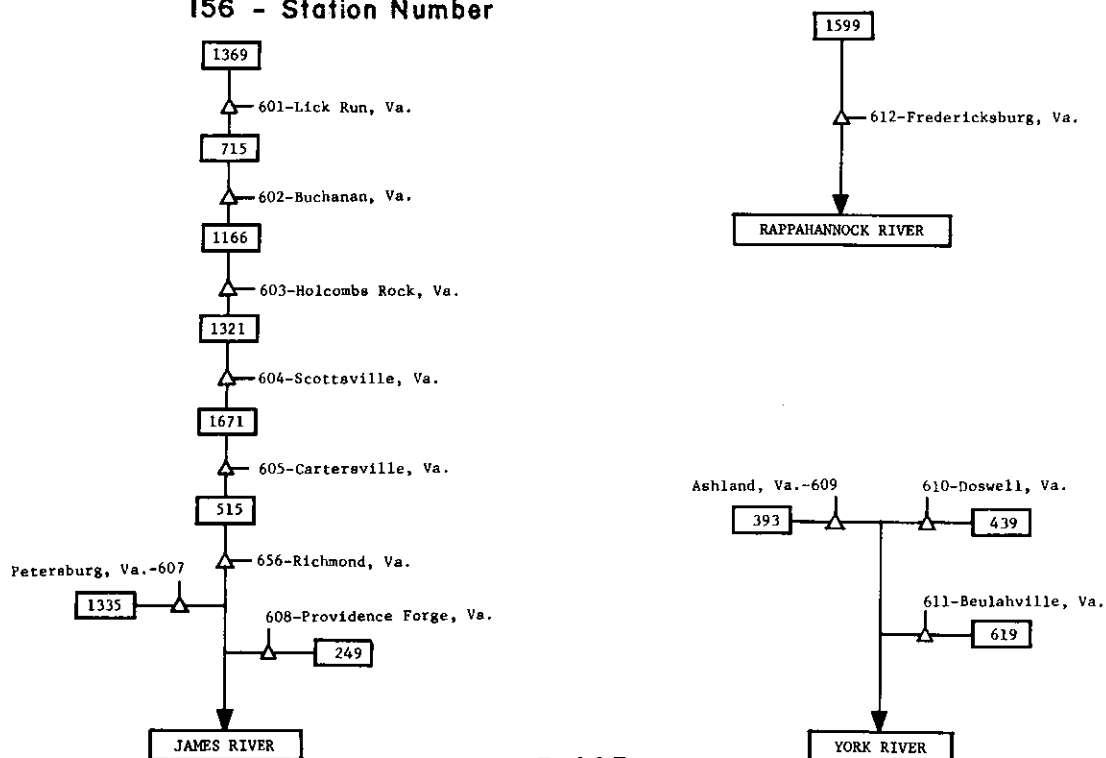 156 - Station Number
1369
601-Lick Run, Va.
715
602-Buchanan, Va.
1166
603-Holcombs Rock, Va.
1321
604-Scottsville, Va.
1671
605-Cartersville, Va.
515
656-Richmond, Va.
Petersburg, Va.-607
1335
608-Providence Forge, Va.
249
JAMES RIVER
1599
612-Fredericksburg, Va.
RAPPAHANNOCK RIVER
Ashland, Va.-609
610-Doswell, Va.
393
439
611-Beulahville, Va.
619
YORK RIVER